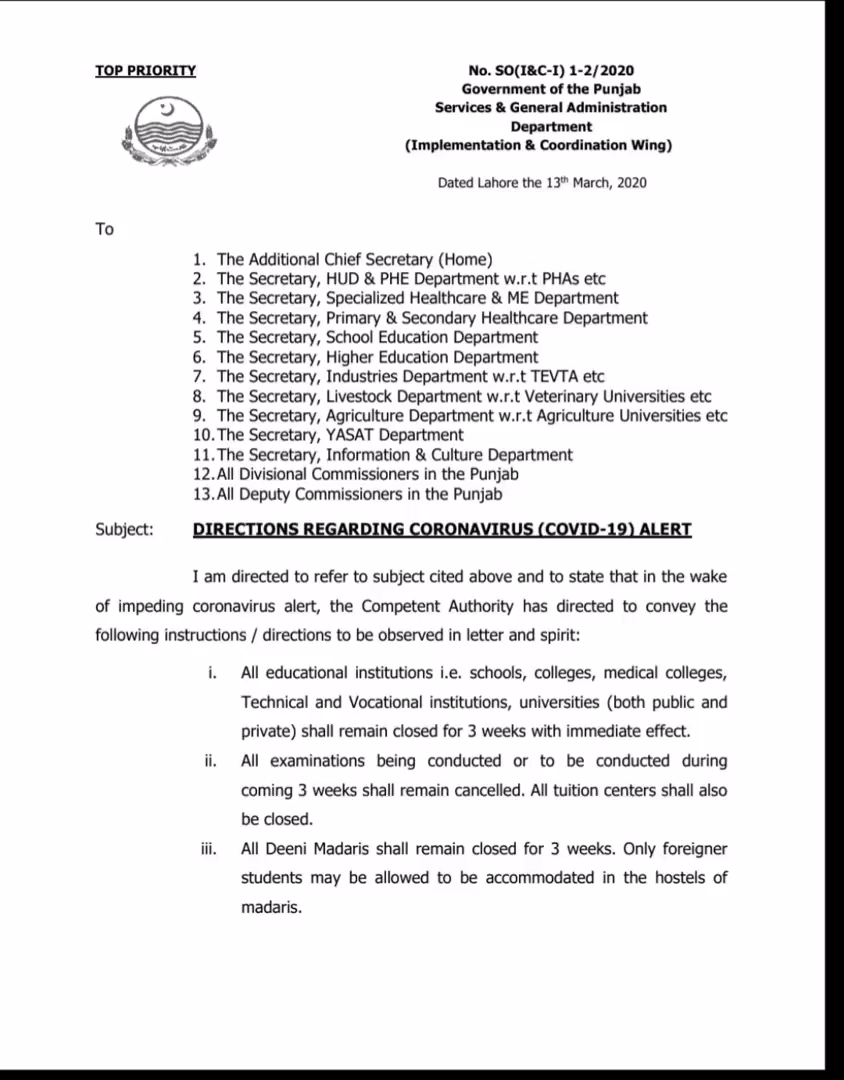 TOP PRIORITY
No. SO(I&C-I) 1-2/2020
Government of the Punjab
Services & General Administration
Department
(Implementation & Coordination Wing)
Dated Lahore the 13th March, 2020
To
1. The Additional Chief Secretary (Home)
2. The Secretary, HUD & PHE Department w.r.t PHAs etc
3. The Secretary, Specialized Healthcare & ME Department
4. The Secretary, Primary & Secondary Healthcare Department
5. The Secretary, School Education Department
6. The Secretary, Higher Education Department
7. The Secretary, Industries Department w.r.t TEVTA etc
8. The Secretary, Livestock Department w.r.t Veterinary Universities etc
9. The Secretary, Agriculture Department w.r.t Agriculture Universities etc
10. The Secretary, YASAT Department
11. The Secretary, Information & Culture Department
12. All Divisional Commissioners in the Punjab
13. All Deputy Commissioners in the Punjab
Subject: DIRECTIONS REGARDING CORONAVIRUS (COVID-19) ALERT
I am directed to refer to subject cited above and to state that in the wake
of impeding coronavirus alert, the Competent Authority has directed to convey the
following instructions / directions to be observed in letter and spirit:
i. All educational institutions i.e. schools, colleges, medical colleges,
Technical and Vocational institutions, universities (both public and
private) shall remain closed for 3 weeks with immediate effect.
ii. All examinations being conducted or to be conducted during
coming 3 weeks shall remain cancelled. All tuition centers shall also
be closed.
iii. All Deeni Madaris shall remain closed for 3 weeks. Only foreigner
students may be allowed to be accommodated in the hostels of
madaris.